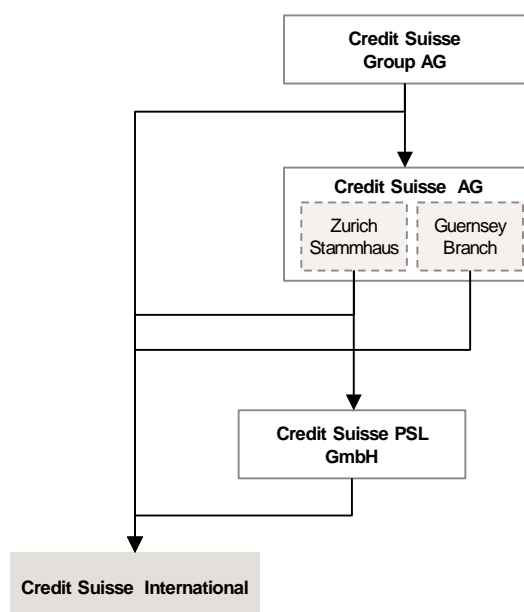 Credit Suisse
Group AG
Credit Suisse AG
Zurich
Stammhaus
Guernsey
Branch
Credit Suisse PSL
GmbH
Credit Suisse International